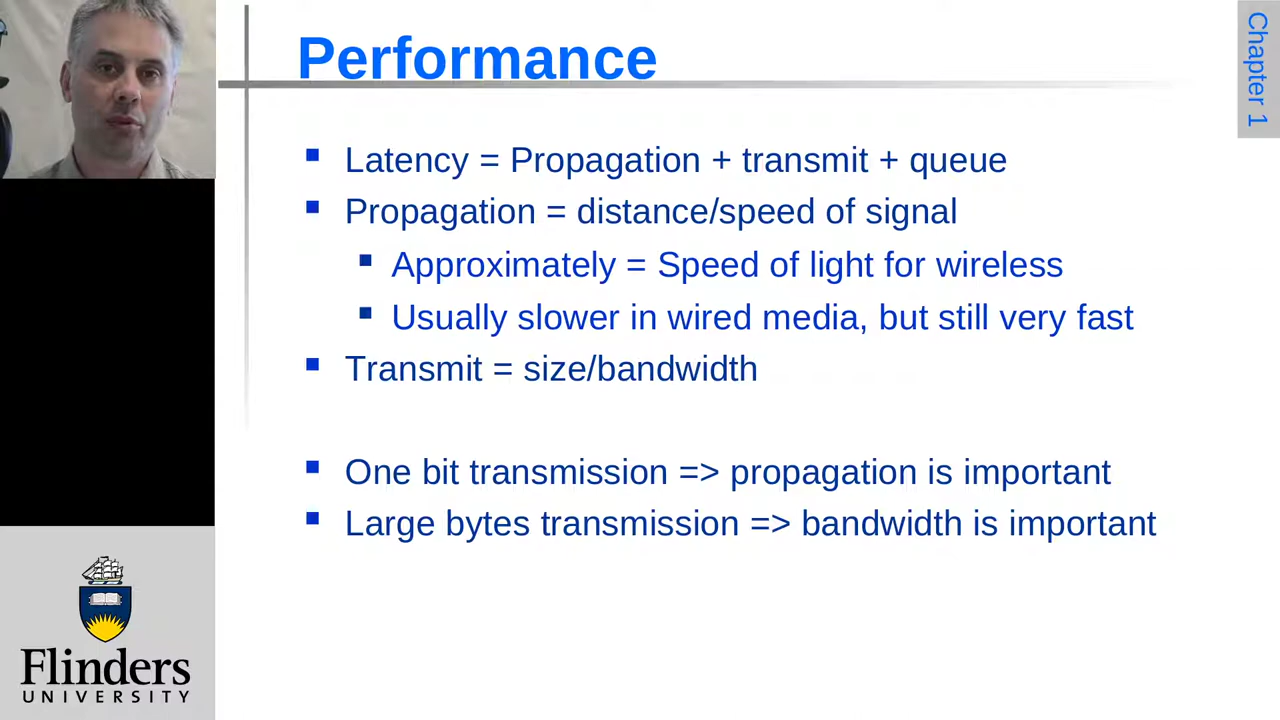 Performance
Chapter 1
Latency = Propagation + transmit + queue
Propagation = distance/speed of signal
Approximately = Speed of light for wireless
Usually slower in wired media, but still very fast
Transmit = size/bandwidth
One bit transmission => propagation is important
Large bytes transmission => bandwidth is important
Flinders
UNIVERSITY